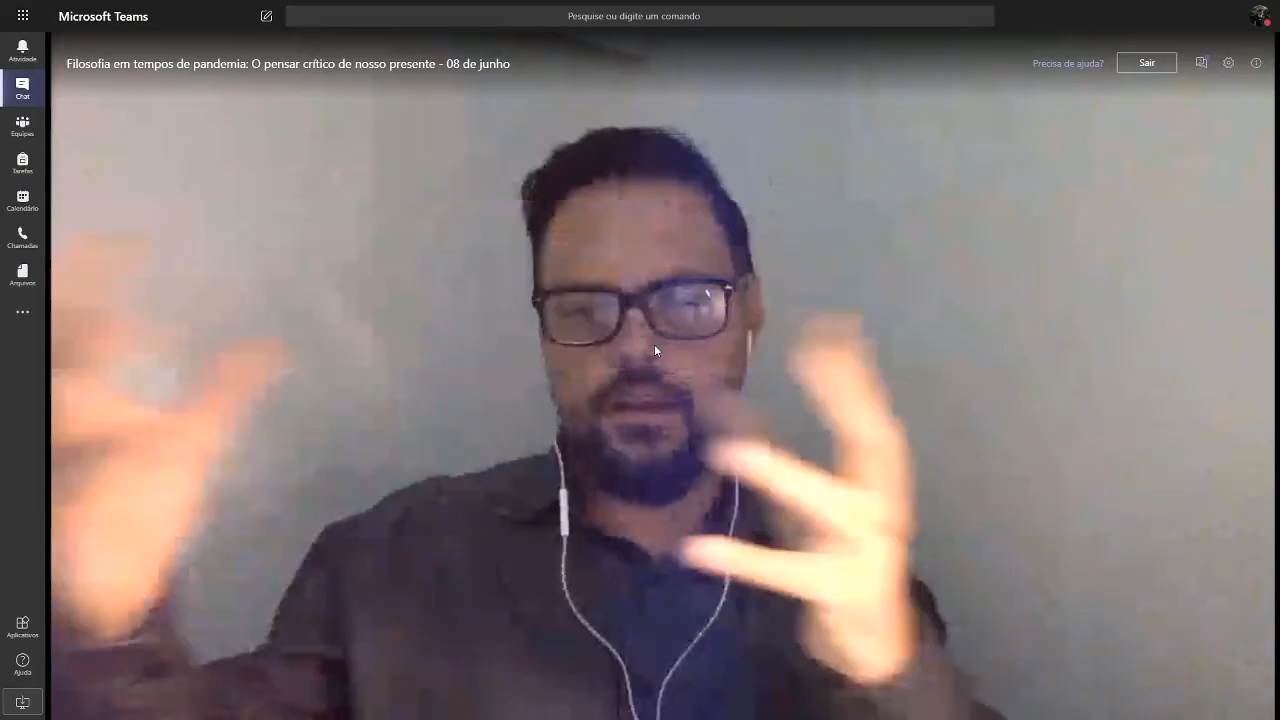 Microsoft Teams
Pesquise ou digite um comando
Filosofia em tempos de pandemia: O pensar crítico de nosso presente - 08 de junho
Precisa de ajuda?
Sair
Atividade
Chat
Equipes
Tarefas
Calendário
Chamadas
Arquivos
Aplicativos
Ajuda